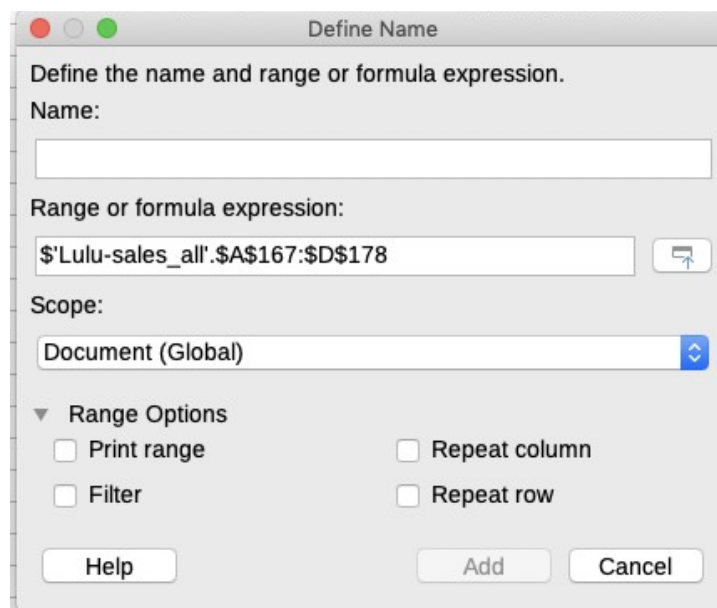 Define Name
Define the name and range or formula expression.
Name:
Range or formula expression:
$'Lulu-sales_all'.$A$167:$D$178
Scope:
Document (Global)
Range Options
Print range
Repeat column
Filter
Repeat row
Help
Add
Cancel